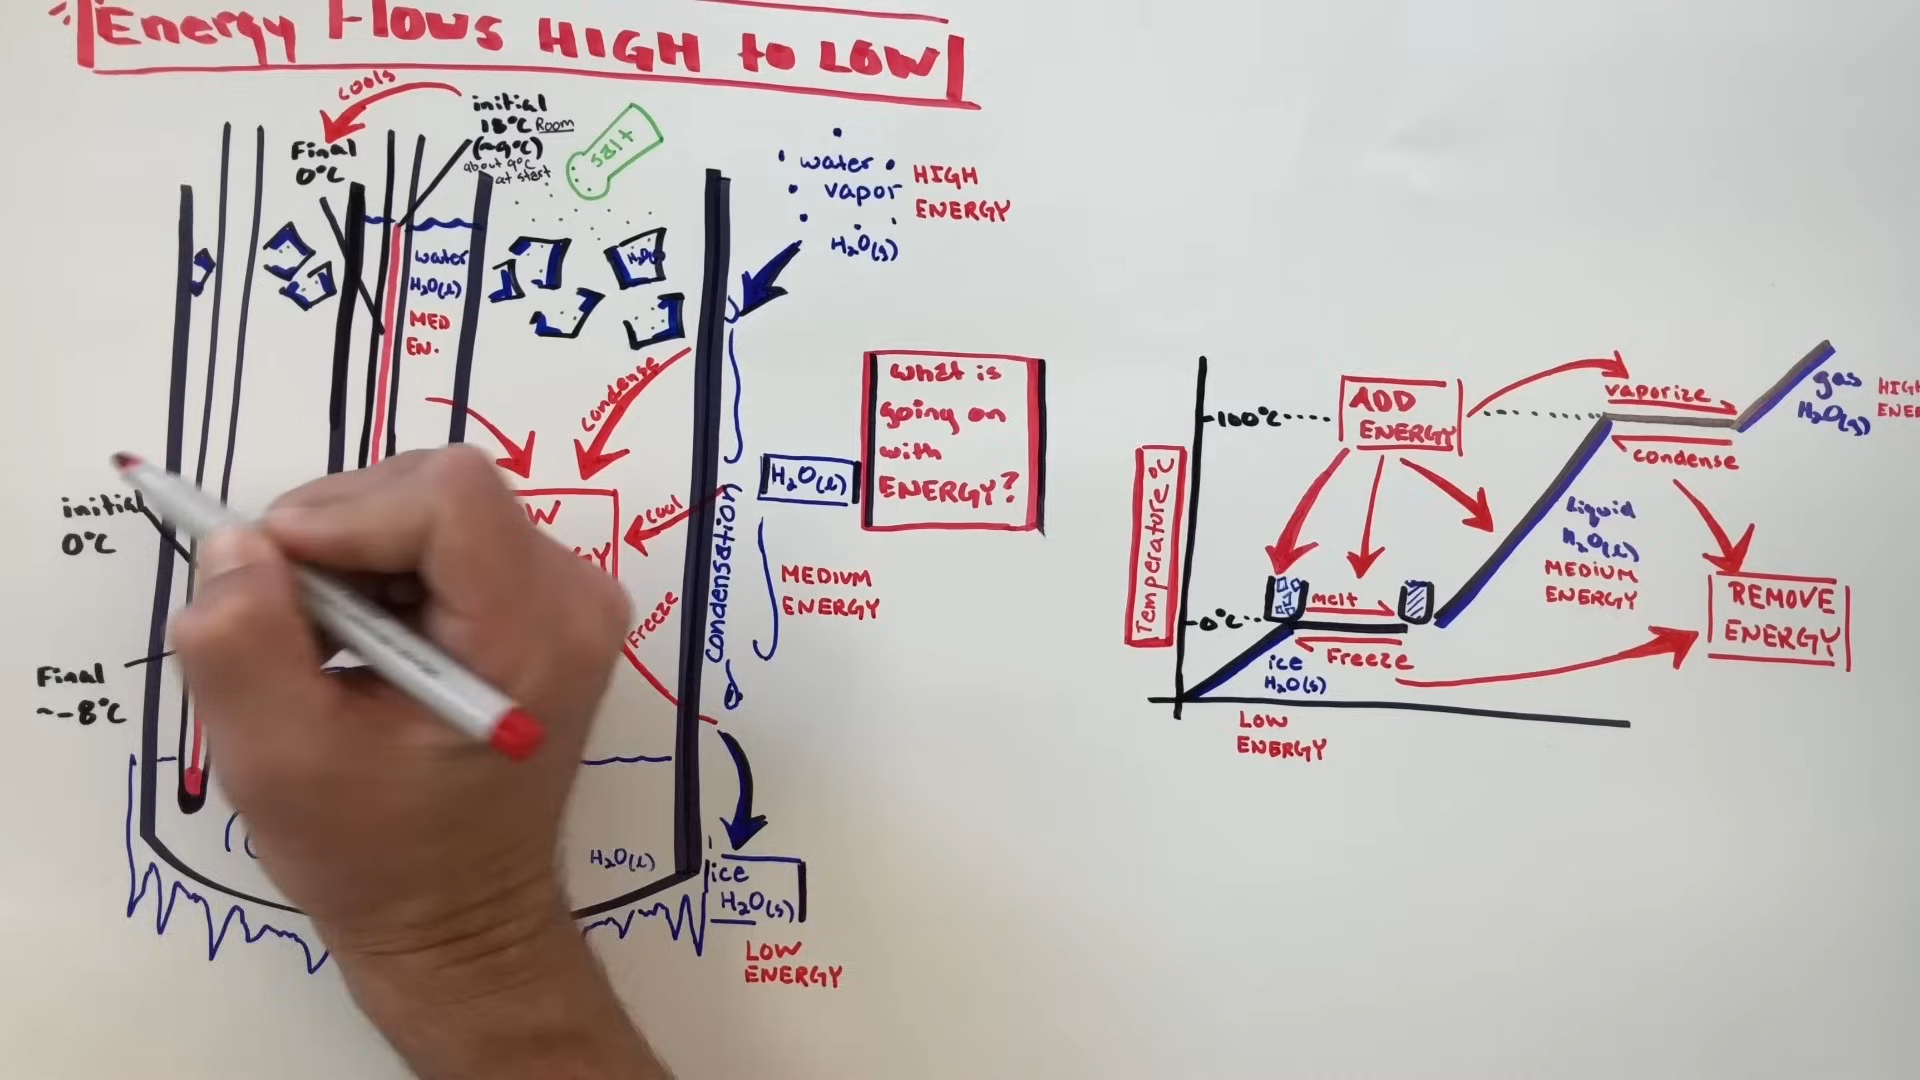 Energy Flows HIGH to LOW
cools
initial
18°C Room
(~9°C)
about 9°C
at start
Final
0°C
salt
water
vapor
H₂O(g)
HIGH
ENERGY
water
H₂O(l)
MED
EN.
H₂O(s)
condense
cool
Freeze
condensation
H₂O(l)
MEDIUM
ENERGY
What is
going on
with
ENERGY?
initial
0°C
Final
~-8°C
H₂O(l)
ice
H₂O(s)
LOW
ENERGY
Temperature °C
100°C
0°C
ADD
ENERGY
vaporize
condense
gas
H₂O(g)
Liquid
H₂O(l)
MEDIUM
ENERGY
melt
Freeze
ice
H₂O(s)
LOW
ENERGY
REMOVE
ENERGY